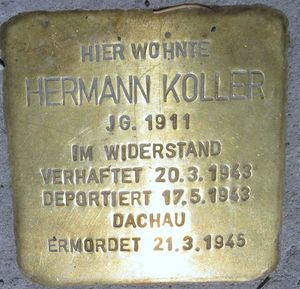 HIER WOHNTE
HERMANN KOLLER
JG. 1911
IM WIDERSTAND
VERHAFTET 20.3.1943
DEPORTIERT 17.5.1943
DACHAU
ERMORDET 21.3.1945